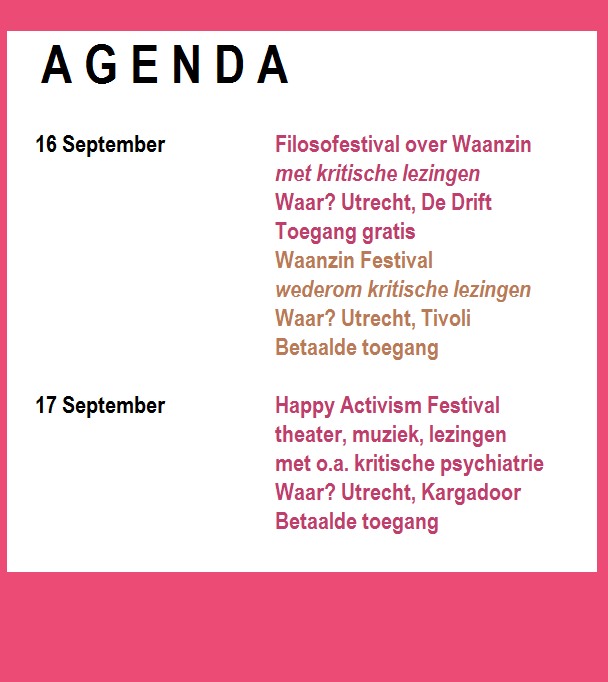 AGENDA
16 September
Filosofestival over Waanzin
met kritische lezingen
Waar? Utrecht, De Drift
Toegang gratis
Waanzin Festival
wederom kritische lezingen
Waar? Utrecht, Tivoli
Betaalde toegang
17 September
Happy Activism Festival
theater, muziek, lezingen
met o.a. kritische psychiatrie
Waar? Utrecht, Kargadoor
Betaalde toegang